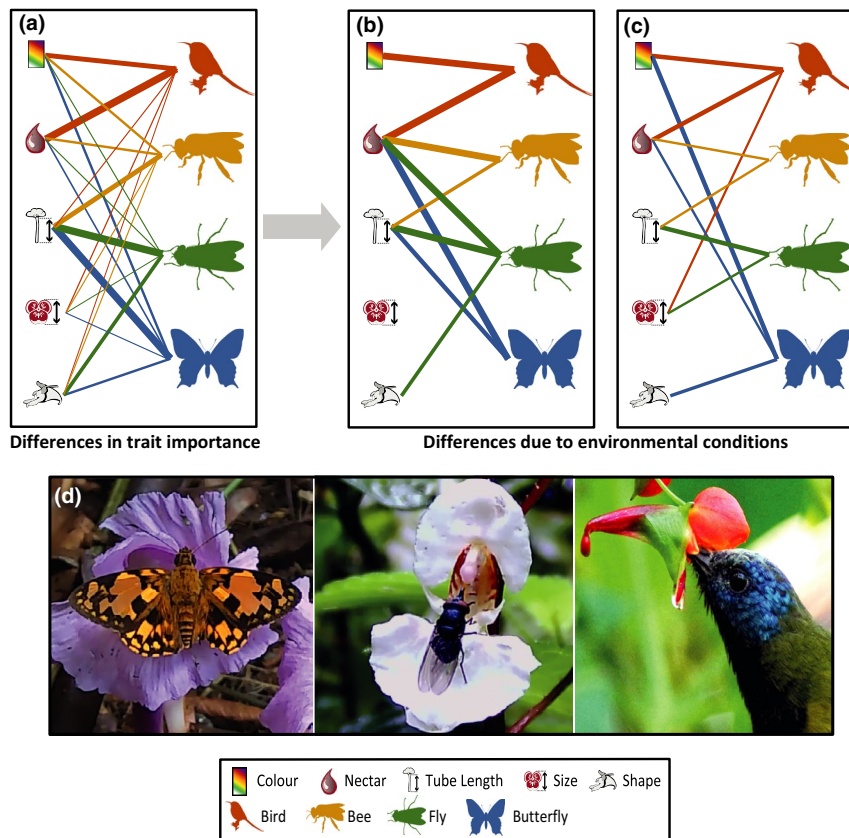 (a)
(b)
(c)
Differences in trait importance
Differences due to environmental conditions
(d)
Colour Nectar Tube Length Size Shape
Bird Bee Fly Butterfly